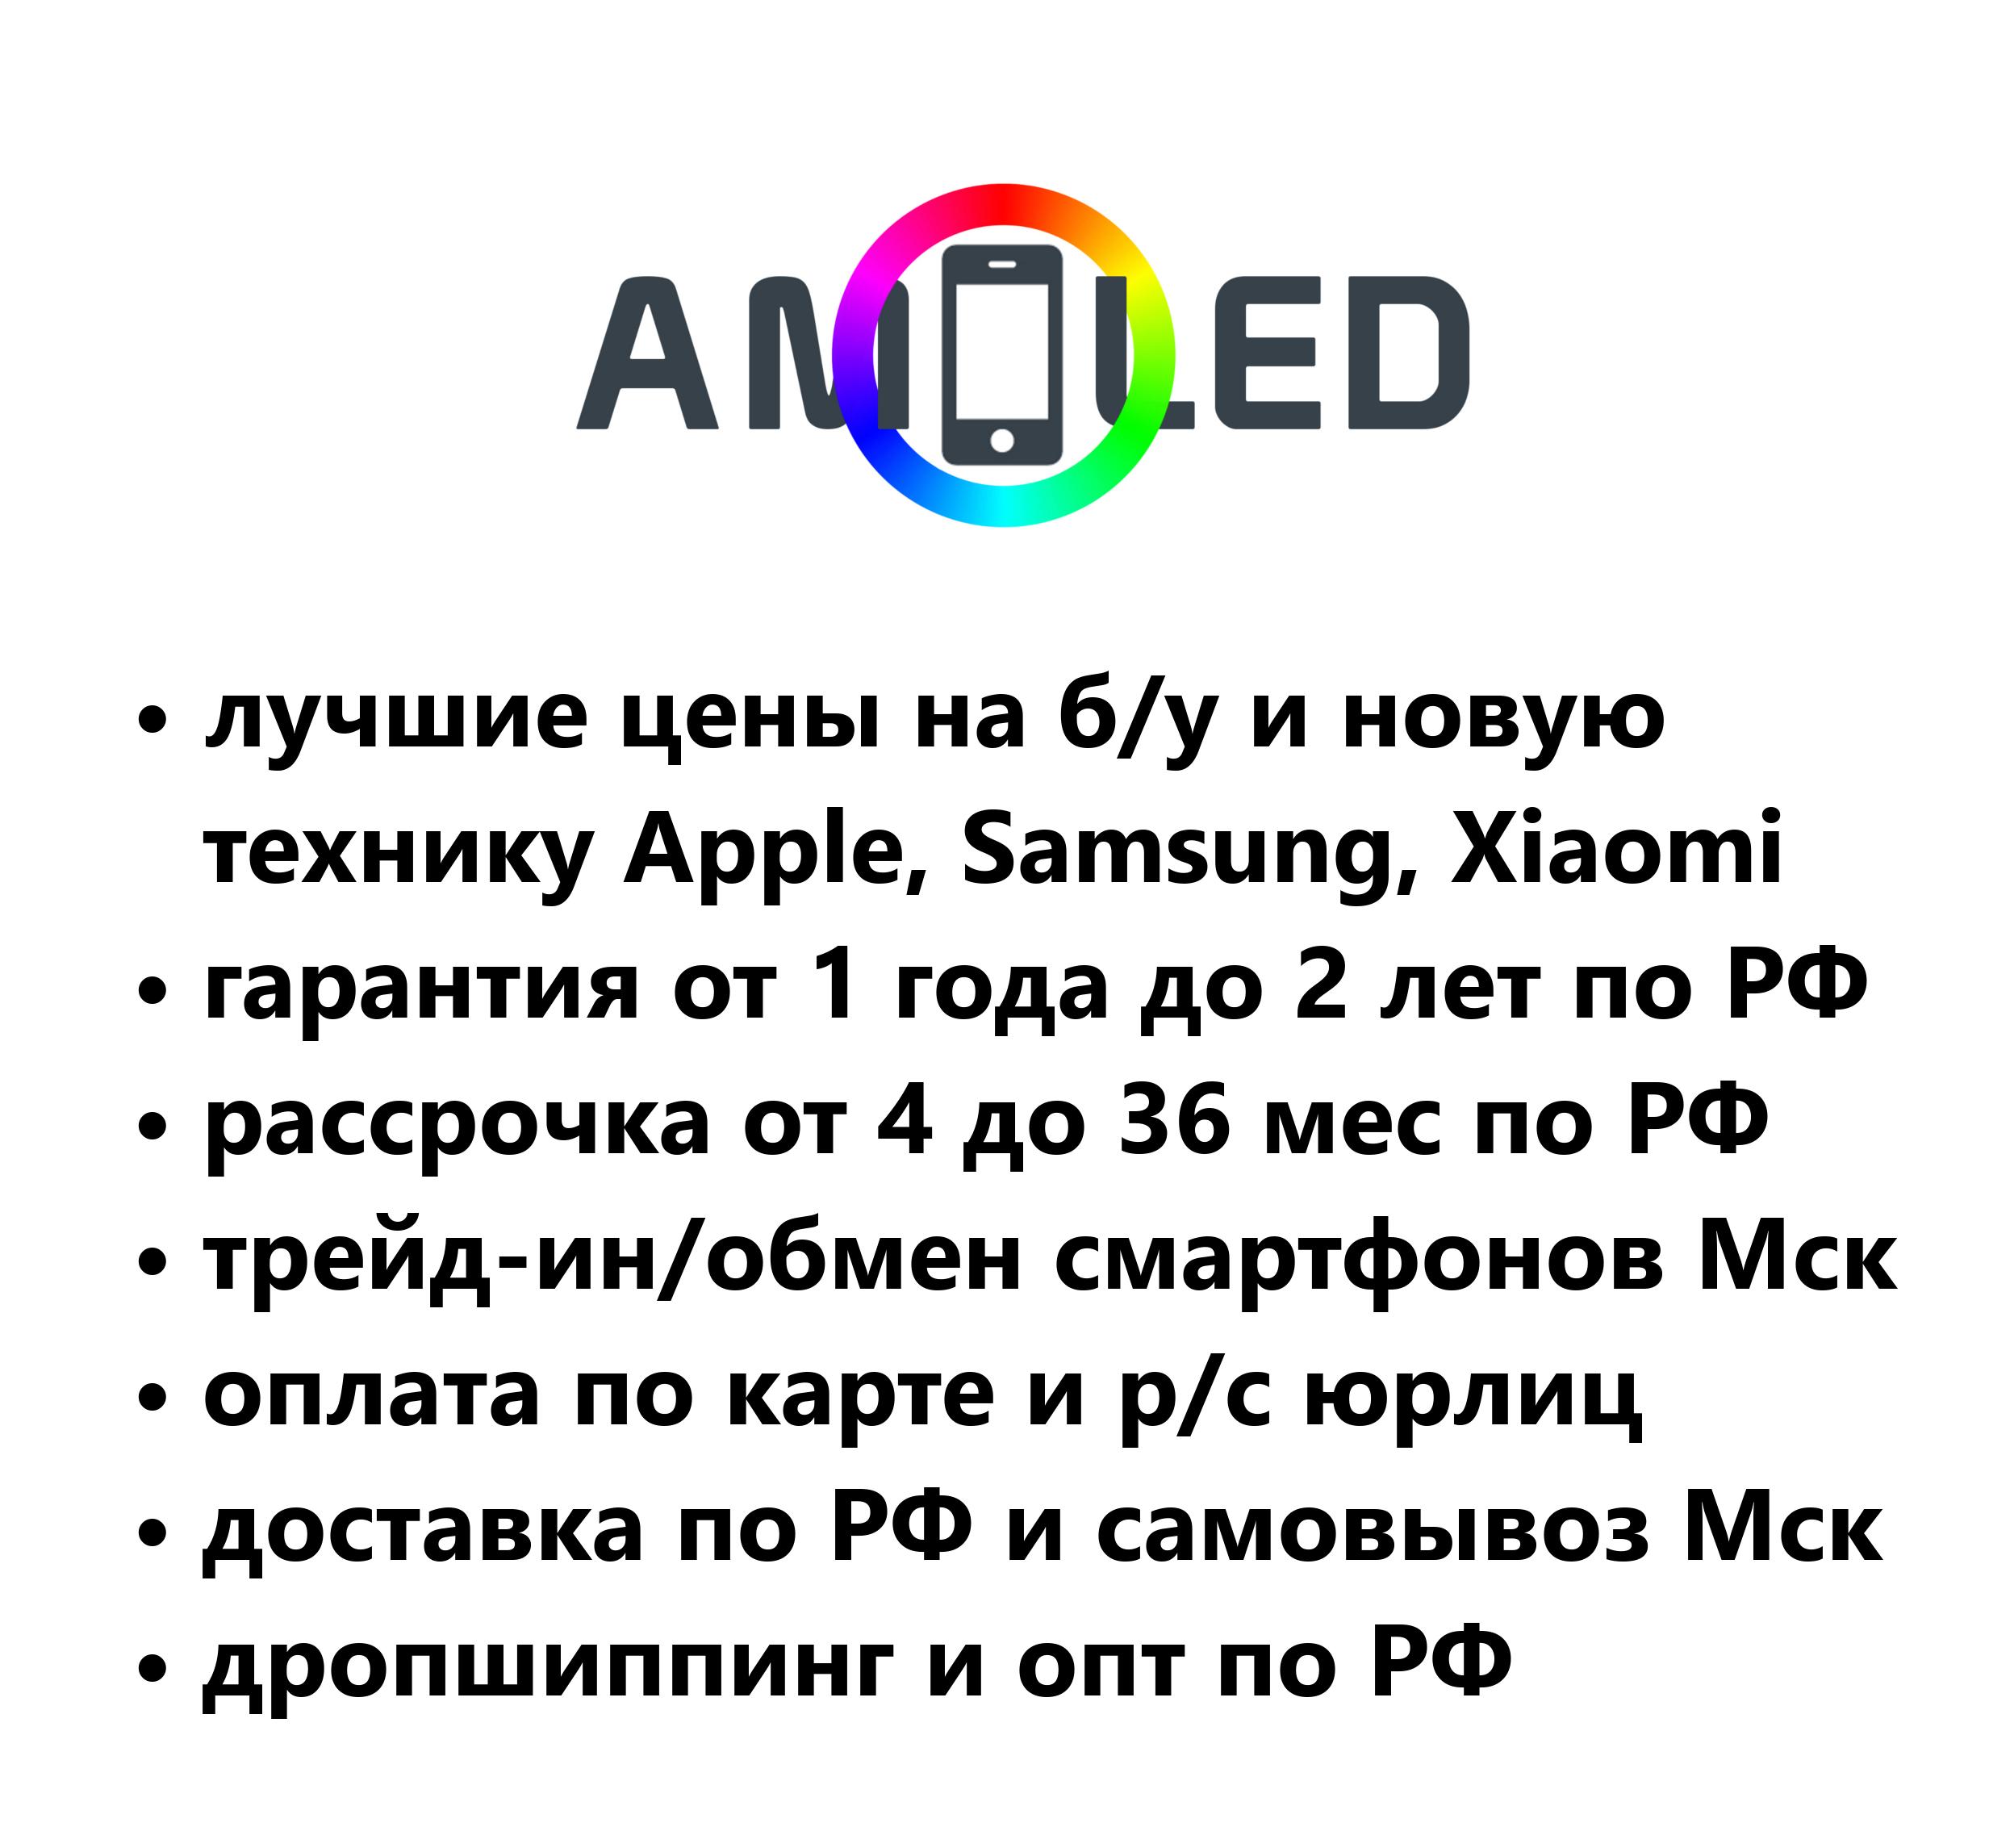 AMOLED
• лучшие цены на б/у и новую
технику Apple, Samsung, Xiaomi
• гарантия от 1 года до 2 лет по РФ
• рассрочка от 4 до 36 мес по РФ
• трейд-ин/обмен смартфонов Мск
• оплата по карте и р/с юрлиц
• доставка по РФ и самовывоз Мск
• дропшиппинг и опт по РФ